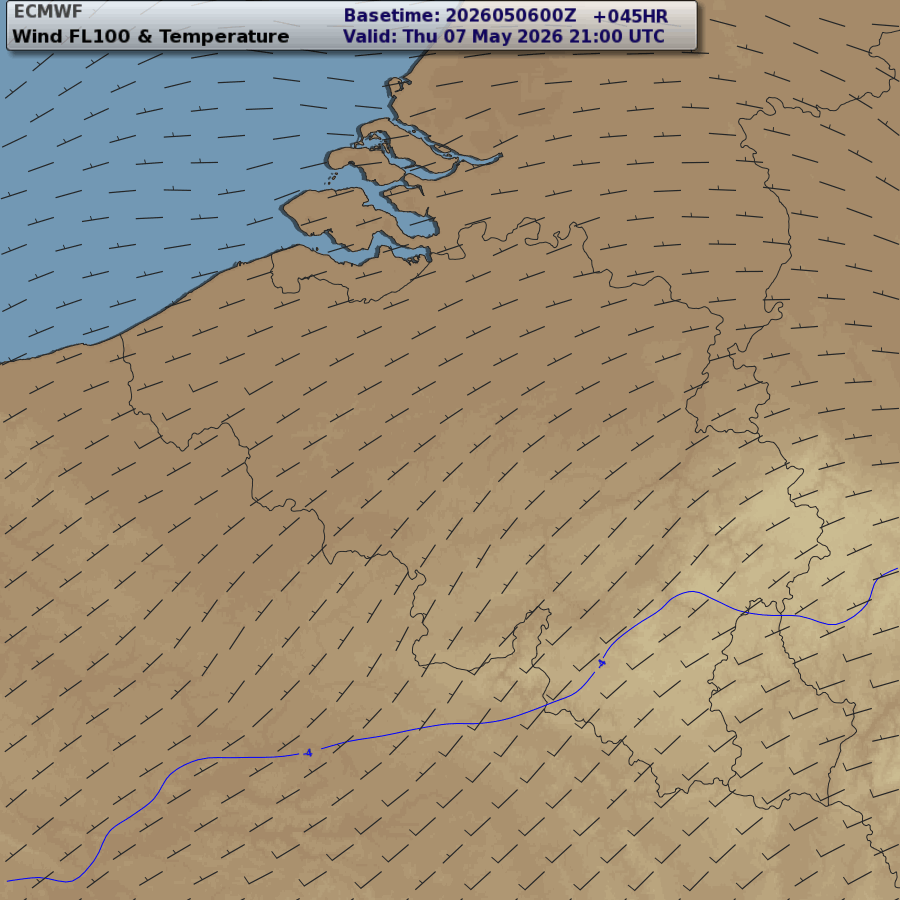 ECMWF
Wind FL100 & Temperature
Basetime: 2026050600Z +045HR
Valid: Thu 07 May 2026 21:00 UTC
4
-4